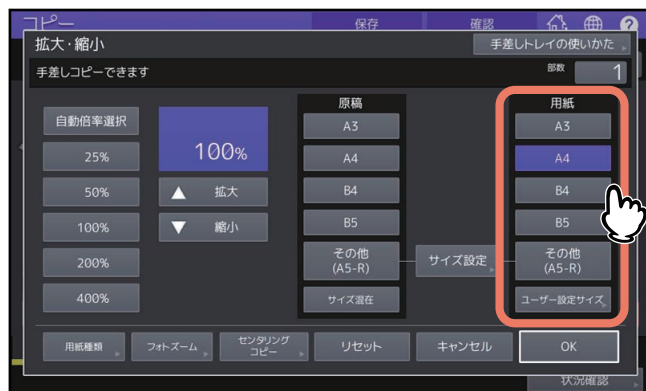 コピー 保存 確認
拡大・縮小 手差しトレイの使いかた
手差しコピーできます 部数 1
原稿 用紙
自動倍率選択 A3 A3
25% 100% A4 A4
50% 拡大 B4 B4
100% 縮小 B5 B5
200% その他 サイズ設定 その他
(A5-R) (A5-R)
400% サイズ混在 ユーザー設定サイズ
用紙種類 フォトズーム センタリング リセット キャンセル OK
コピー
状況確認